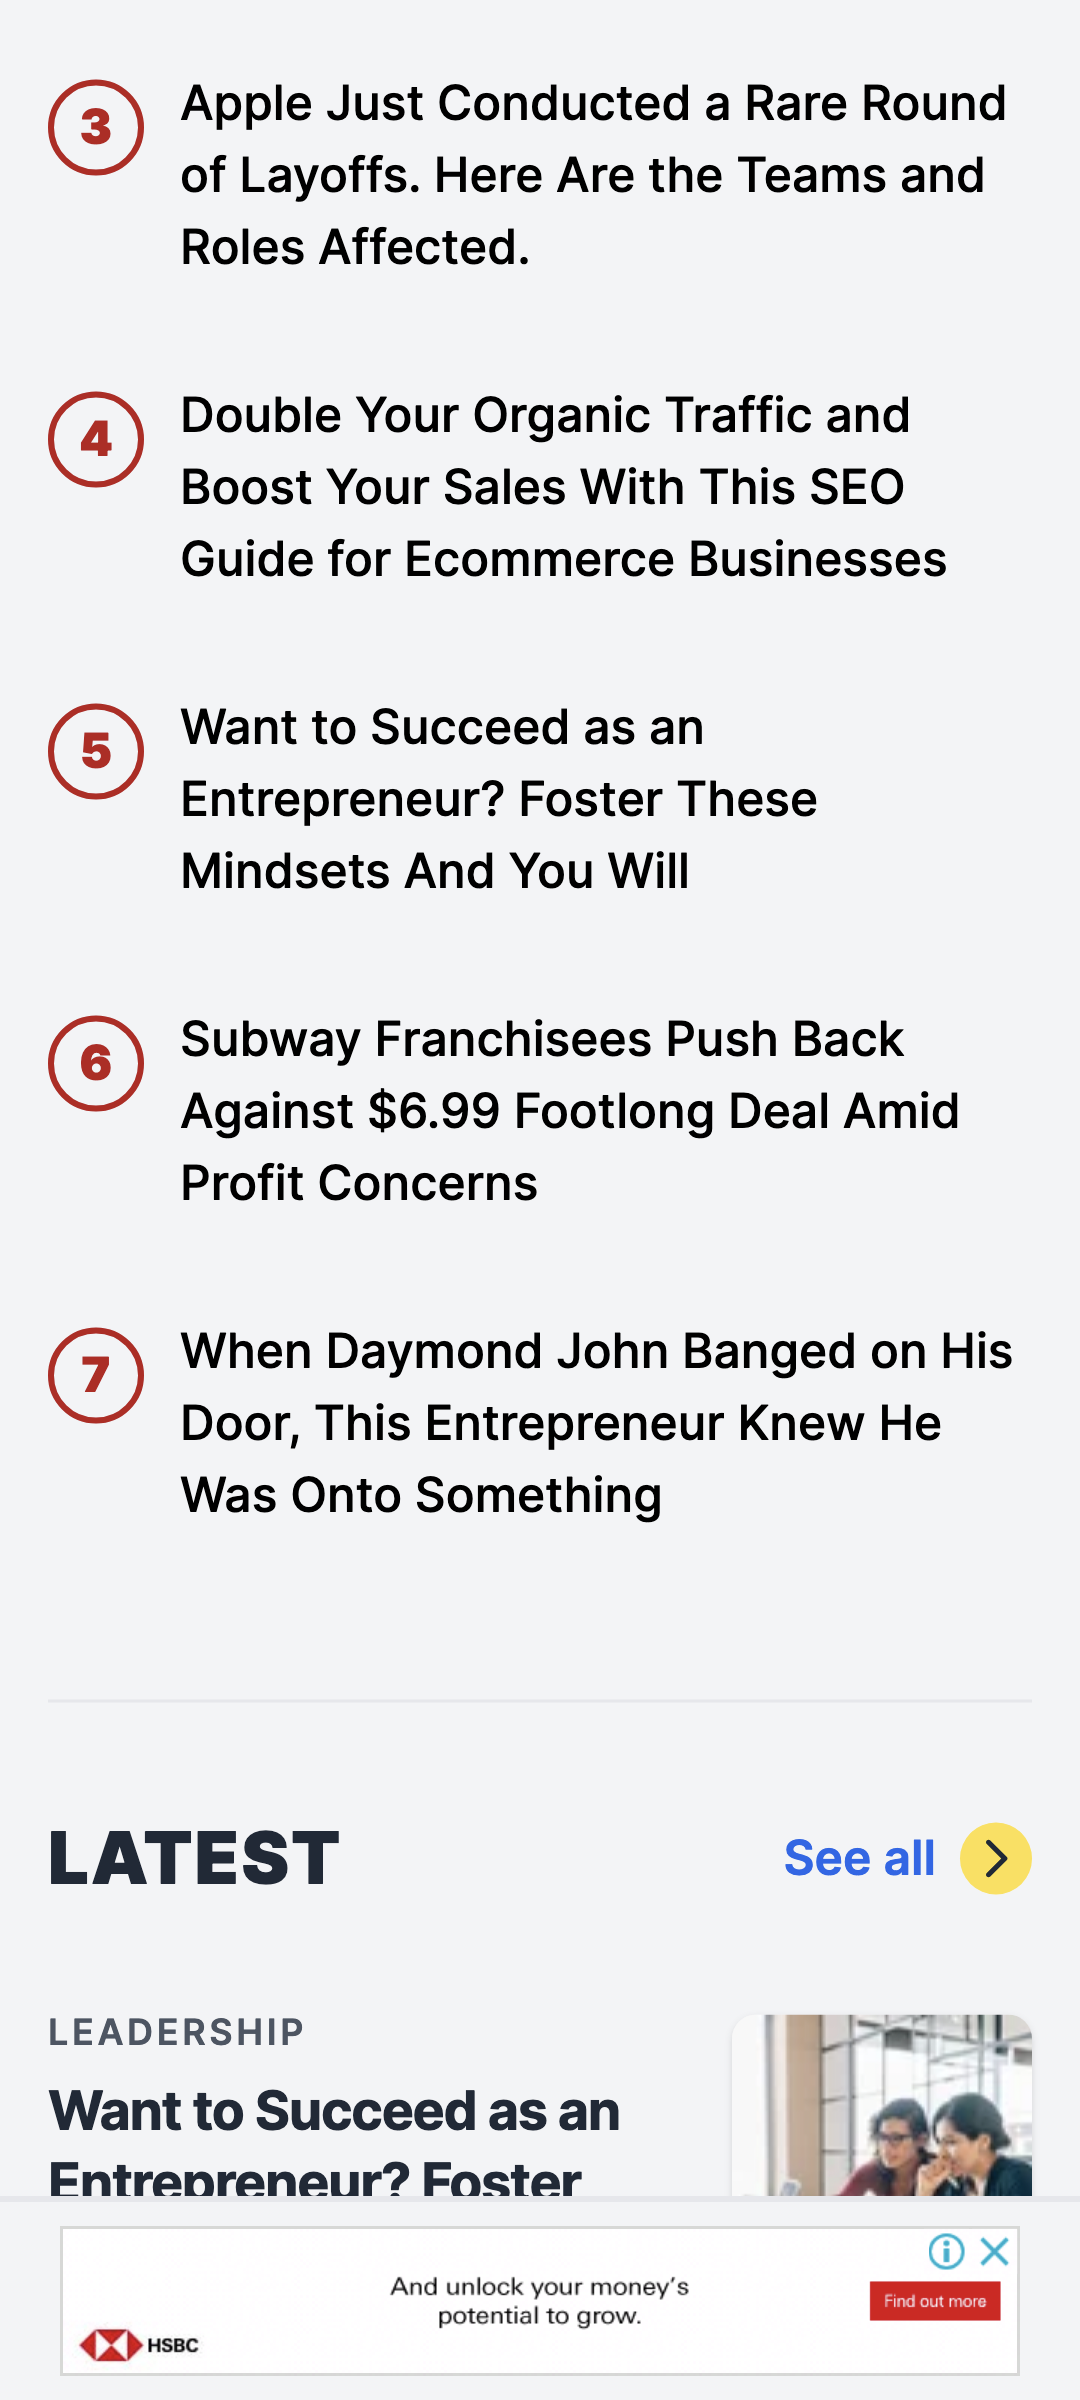 3
Apple Just Conducted a Rare Round
of Layoffs. Here Are the Teams and
Roles Affected.
4
Double Your Organic Traffic and
Boost Your Sales With This SEO
Guide for Ecommerce Businesses
5
Want to Succeed as an
Entrepreneur? Foster These
Mindsets And You Will
6
Subway Franchisees Push Back
Against $6.99 Footlong Deal Amid
Profit Concerns
7
When Daymond John Banged on His
Door, This Entrepreneur Knew He
Was Onto Something
LATEST
See all
LEADERSHIP
Want to Succeed as an
Entrepreneur? Foster
And unlock your money's
potential to grow.
Find out more
HSBC